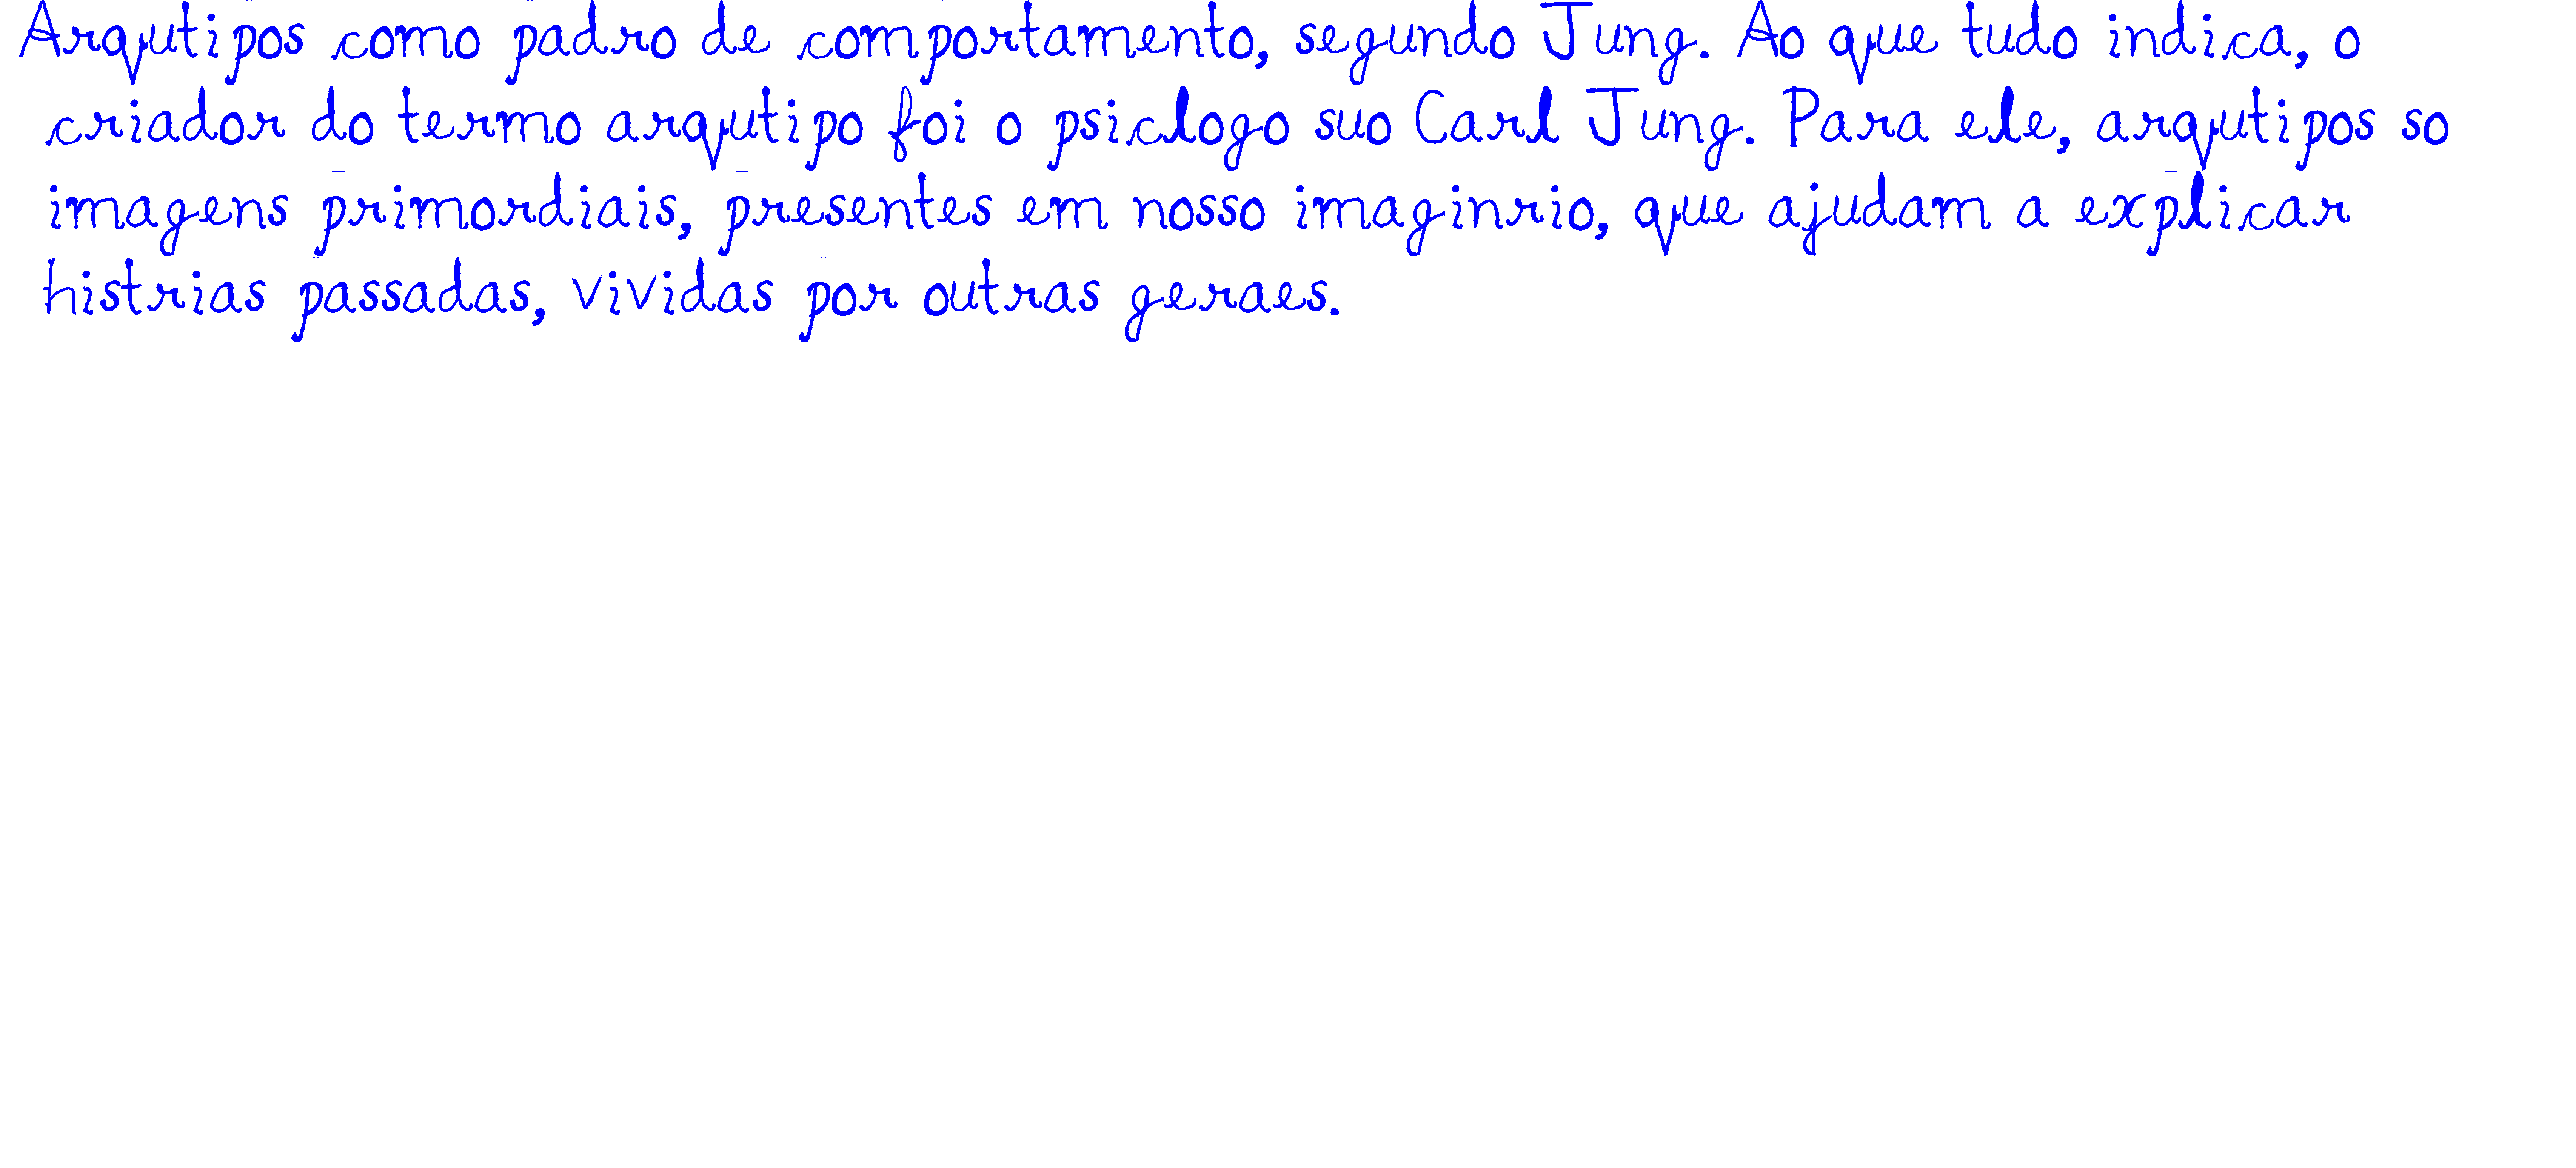 Arqutipos como padro de comportamento, segundo Jung. Ao que tudo indica, o
criador do termo arqutipo foi o psiclogo suo Carl Jung. Para ele, arqutipos so
imagens primordiais, presentes em nosso imaginrio, que ajudam a explicar
histrias passadas, vividas por outras geraes.